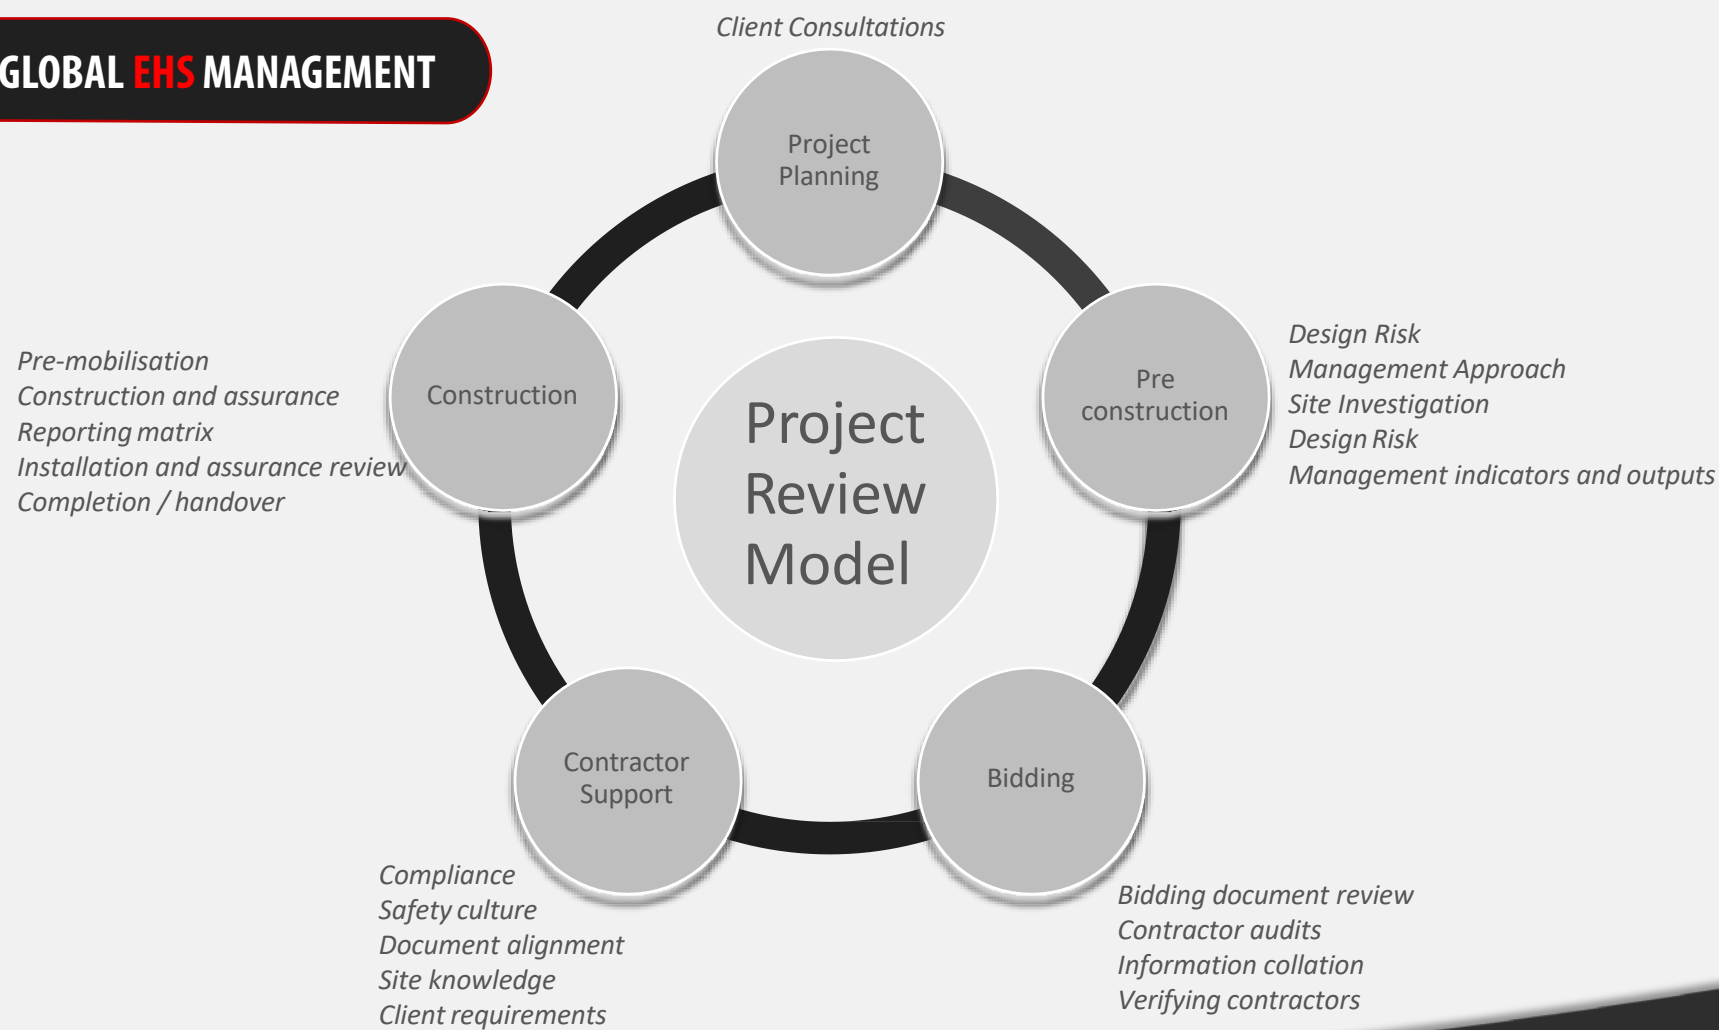 GLOBAL EHS MANAGEMENT
Client Consultations
Project
Planning
Pre
construction
Design Risk
Management Approach
Site Investigation
Design Risk
Management indicators and outputs
Bidding
Bidding document review
Contractor audits
Information collation
Verifying contractors
Contractor
Support
Compliance
Safety culture
Document alignment
Site knowledge
Client requirements
Construction
Pre-mobilisation
Construction and assurance
Reporting matrix
Installation and assurance review
Completion / handover
Project
Review
Model